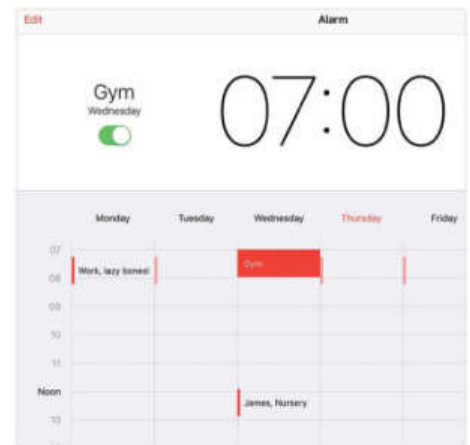 Edit
Alarm
Gym
Wednesday
07:00
Monday Tuesday Wednesday Thursday Friday
07
Gym
Work, lazy bones!
08
09
10
11
Noon
James, Nursery
13